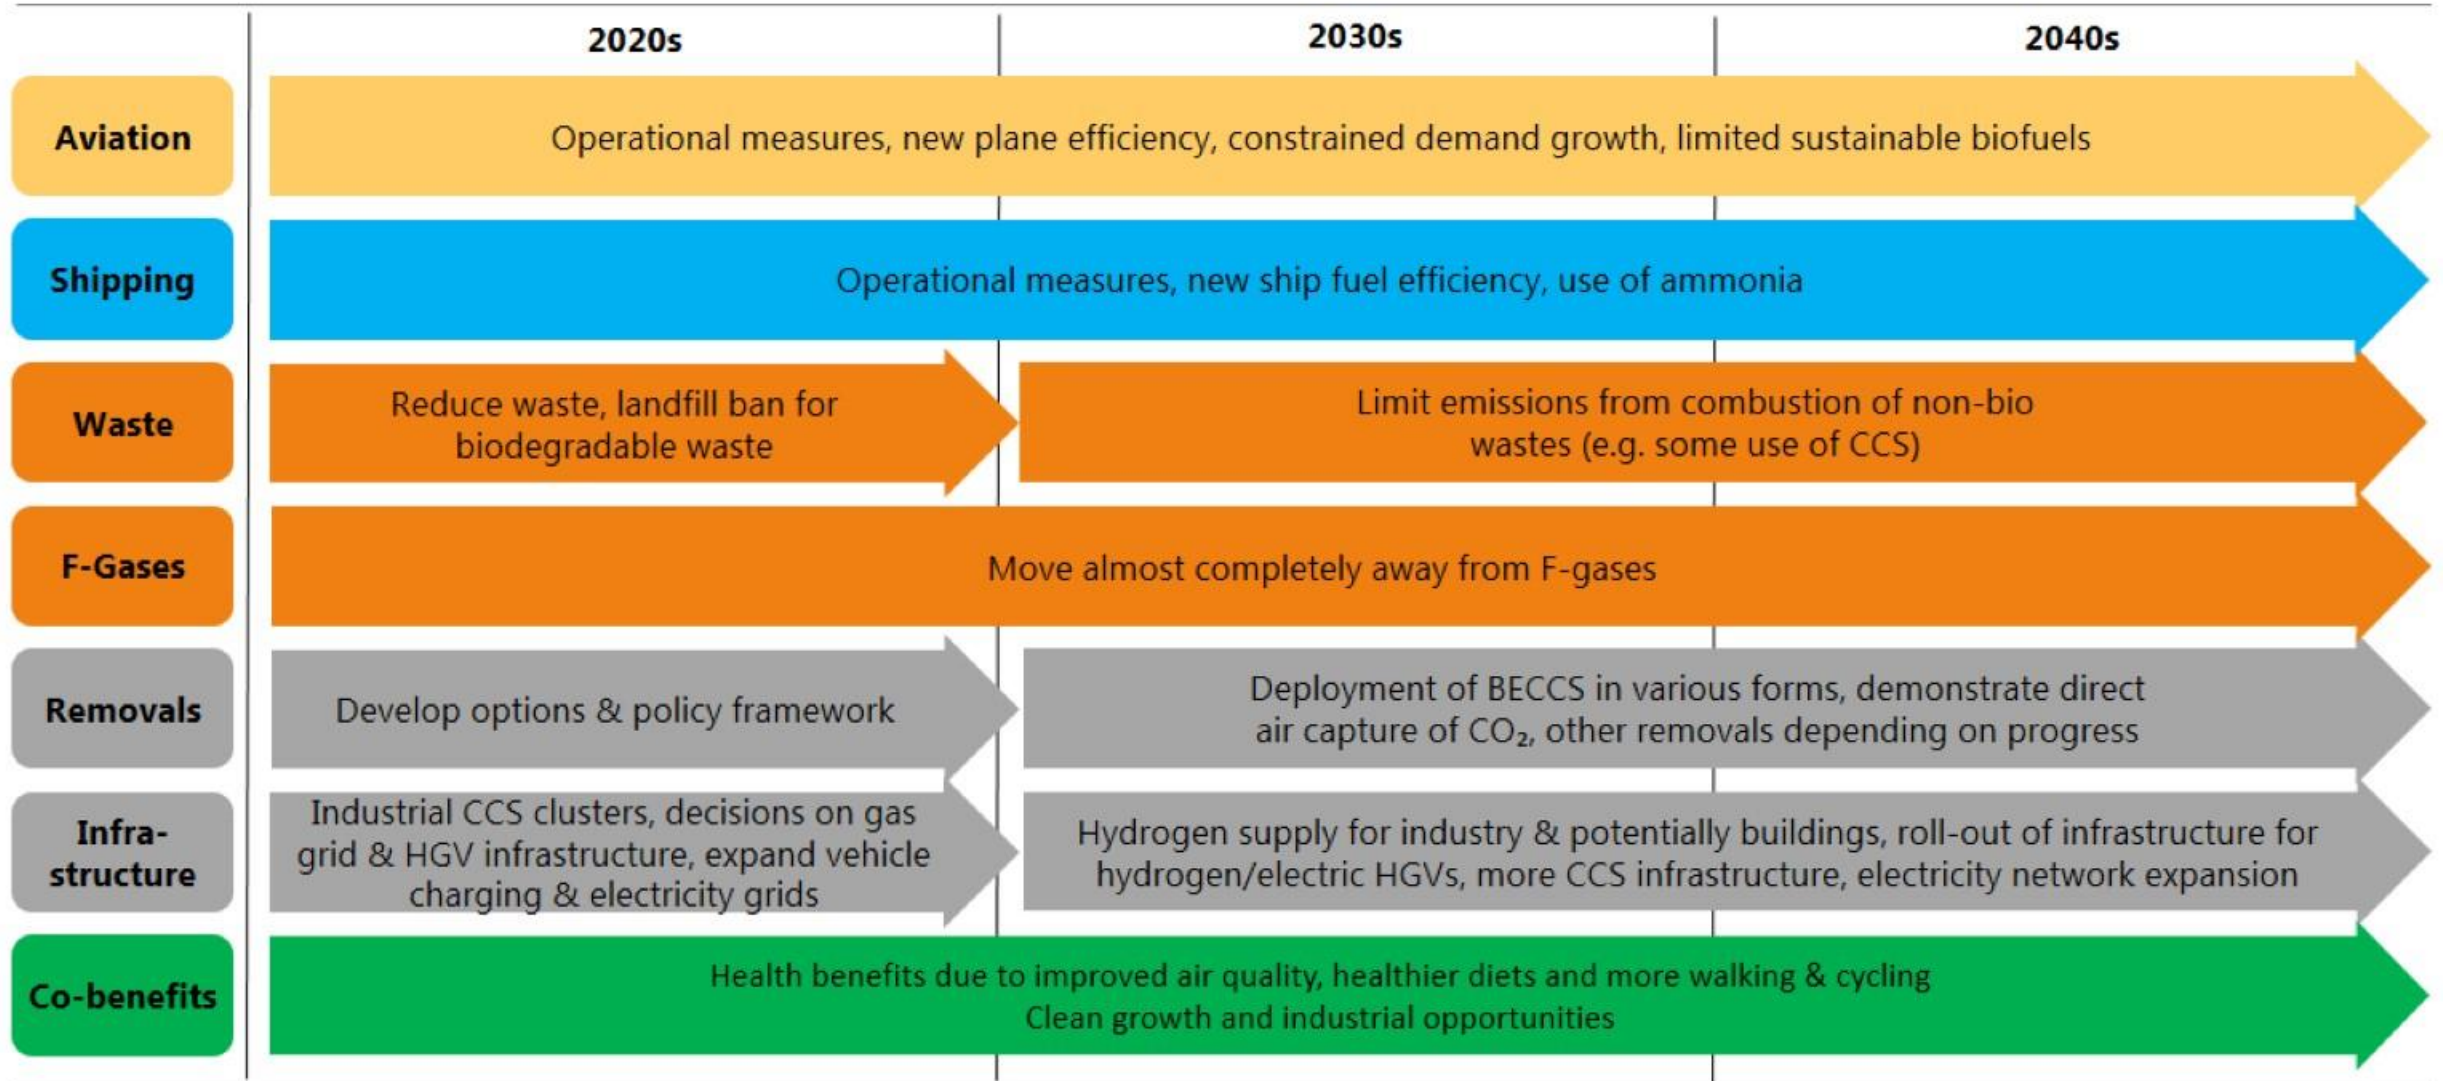 2020s
2030s
2040s
Aviation
Operational measures, new plane efficiency, constrained demand growth, limited sustainable biofuels
Shipping
Operational measures, new ship fuel efficiency, use of ammonia
Waste
Reduce waste, landfill ban for
biodegradable waste
Limit emissions from combustion of non-bio
wastes (e.g. some use of CCS)
F-Gases
Move almost completely away from F-gases
Removals
Develop options & policy framework
Deployment of BECCS in various forms, demonstrate direct
air capture of CO₂, other removals depending on progress
Infra-
structure
Industrial CCS clusters, decisions on gas
grid & HGV infrastructure, expand vehicle
charging & electricity grids
Hydrogen supply for industry & potentially buildings, roll-out of infrastructure for
hydrogen/electric HGVs, more CCS infrastructure, electricity network expansion
Co-benefits
Health benefits due to improved air quality, healthier diets and more walking & cycling
Clean growth and industrial opportunities